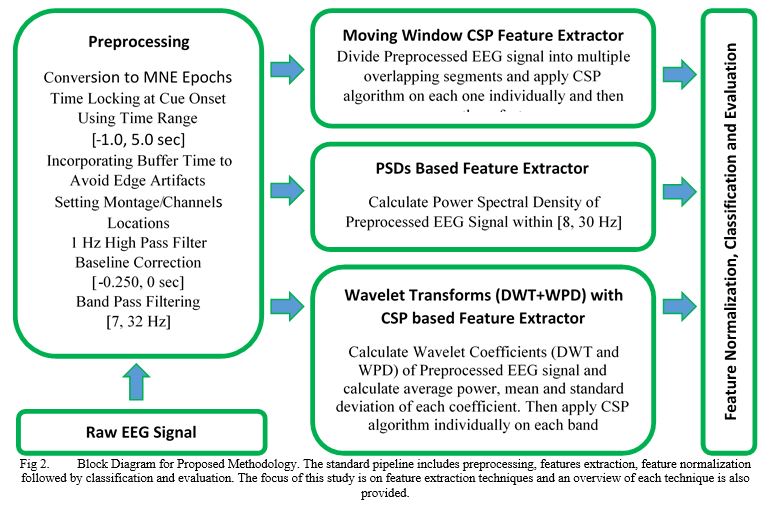 Preprocessing
Conversion to MNE Epochs
Time Locking at Cue Onset
Using Time Range
[-1.0, 5.0 sec]
Incorporating Buffer Time to
Avoid Edge Artifacts
Setting Montage/Channels
Locations
1 Hz High Pass Filter
Baseline Correction
[-0.250, 0 sec]
Band Pass Filtering
[7, 32 Hz]
Raw EEG Signal
Moving Window CSP Feature Extractor
Divide Preprocessed EEG signal into multiple
overlapping segments and apply CSP
algorithm on each one individually and then
PSDs Based Feature Extractor
Calculate Power Spectral Density of
Preprocessed EEG Signal within [8, 30 Hz]
Wavelet Transforms (DWT+WPD) with
CSP based Feature Extractor
Calculate Wavelet Coefficients (DWT and
WPD) of Preprocessed EEG signal and
calculate average power, mean and standard
deviation of each coefficient. Then apply CSP
algorithm individually on each band
Feature Normalization, Classification and Evaluation
Fig 2. Block Diagram for Proposed Methodology. The standard pipeline includes preprocessing, features extraction, feature normalization
followed by classification and evaluation. The focus of this study is on feature extraction techniques and an overview of each technique is also
provided.